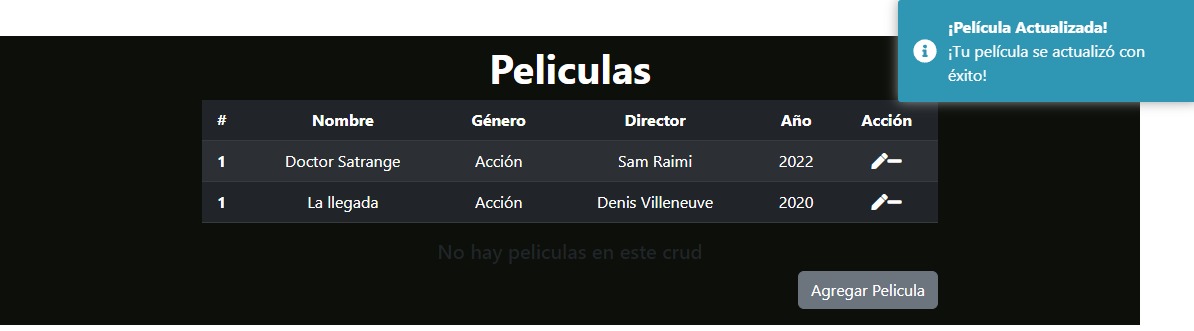 ¡Película Actualizada!
¡Tu película se actualizó con
éxito!
Peliculas
# Nombre Género Director Año Acción
1 Doctor Satrange Acción Sam Raimi 2022
1 La llegada Acción Denis Villeneuve 2020
No hay peliculas en este crud
Agregar Pelicula